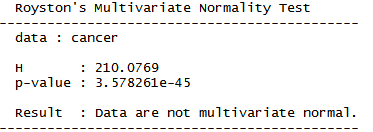 Royston's Multivariate Normality Test
---------------------------------------------
data : cancer
H       : 210.0769
p-value : 3.578261e-45
Result  : Data are not multivariate normal.
---------------------------------------------